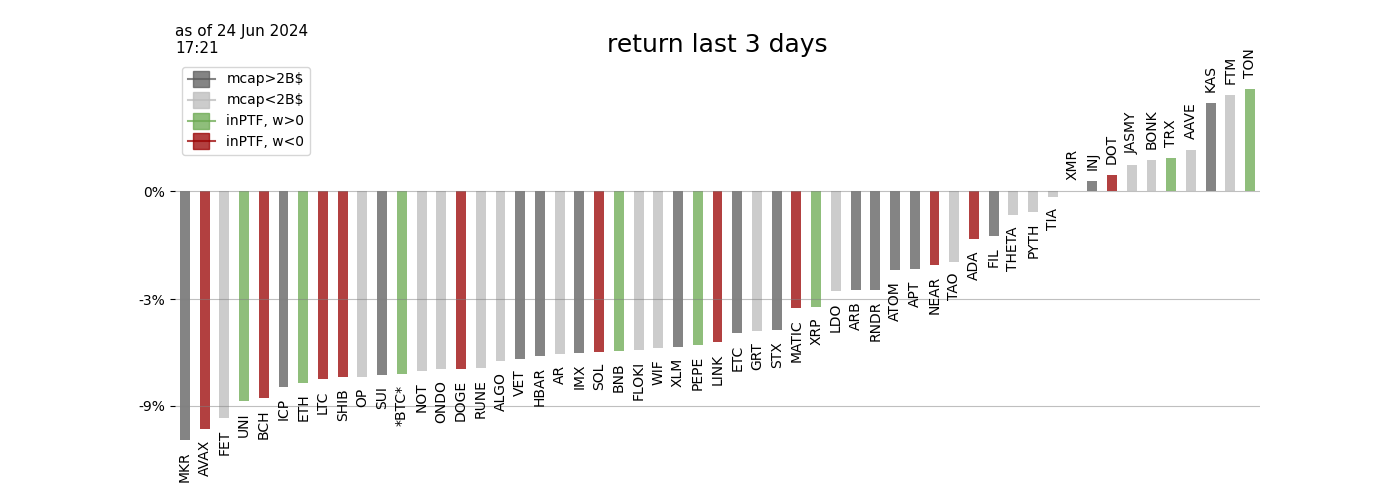 as of 24 Jun 2024
17:21
return last 3 days
mcap>2B$
mcap<2B$
inPTF, w>0
inPTF, w<0
0%
-3%
-9%
MKR
AVAX
FET
UNI
BCH
ICP
ETH
LTC
SHIB
OP
SUI
*BTC*
NOT
ONDO
DOGE
RUNE
ALGO
VET
HBAR
AR
IMX
SOL
BNB
FLOKI
WIF
XLM
PEPE
LINK
ETC
GRT
STX
MATIC
XRP
LDO
ARB
RNDR
ATOM
APT
NEAR
TAO
ADA
FIL
THETA
PYTH
TIA
XMR
INJ
DOT
JASMY
BONK
TRX
AAVE
KAS
FTM
TON